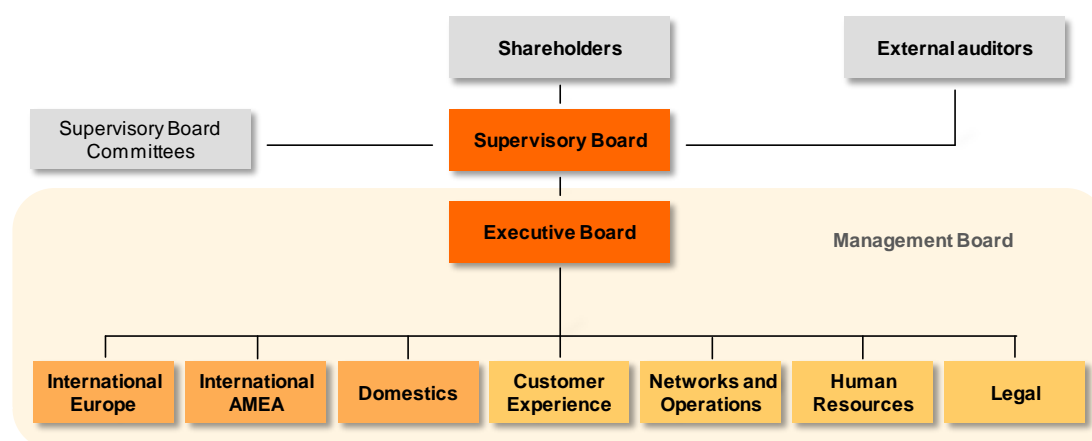 Shareholders
External auditors
Supervisory Board
Committees
Supervisory Board
Executive Board
Management Board
International
Europe
International
AMEA
Domestics
Customer
Experience
Networks and
Operations
Human
Resources
Legal